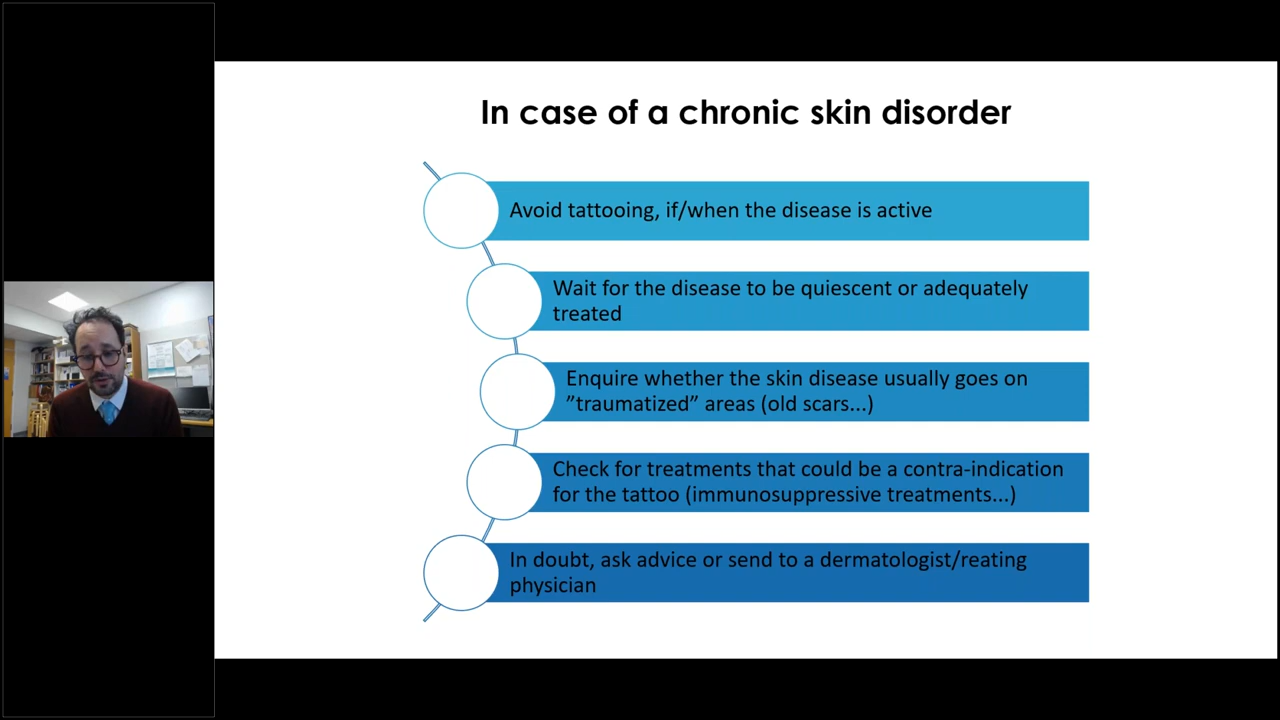 In case of a chronic skin disorder
Avoid tattooing, if/when the disease is active
Wait for the disease to be quiescent or adequately
treated
Enquire whether the skin disease usually goes on
”traumatized” areas (old scars...)
Check for treatments that could be a contra-indication
for the tattoo (immunosuppressive treatments...)
In doubt, ask advice or send to a dermatologist/reating
physician